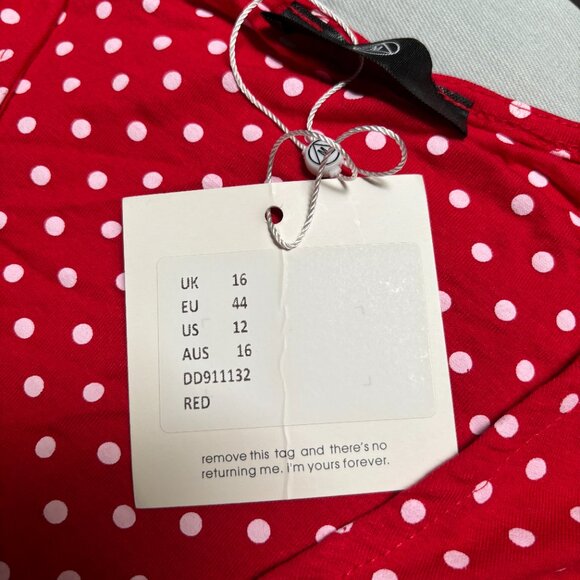 UK 16
EU 44
US 12
AUS 16
DD911132
RED
remove this tag and there's no
returning me. i'm yours forever.